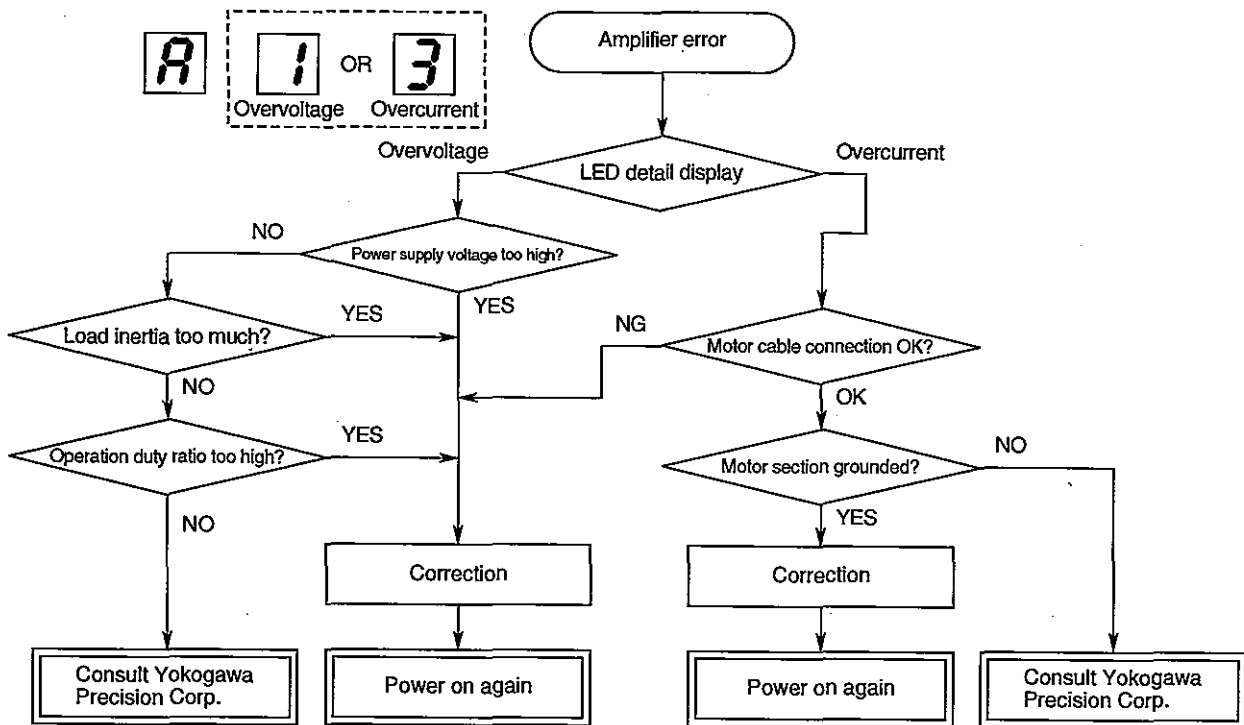 Amplifier error
A 1 OR 3
Overvoltage Overcurrent
Overvoltage
LED detail display
Overcurrent
NO
Power supply voltage too high?
YES
Load inertia too much?
YES
NG
Motor cable connection OK?
NO
OK
Operation duty ratio too high?
YES
Motor section grounded?
NO
NO
YES
Correction
Correction
Consult Yokogawa
Precision Corp.
Power on again
Power on again
Consult Yokogawa
Precision Corp.